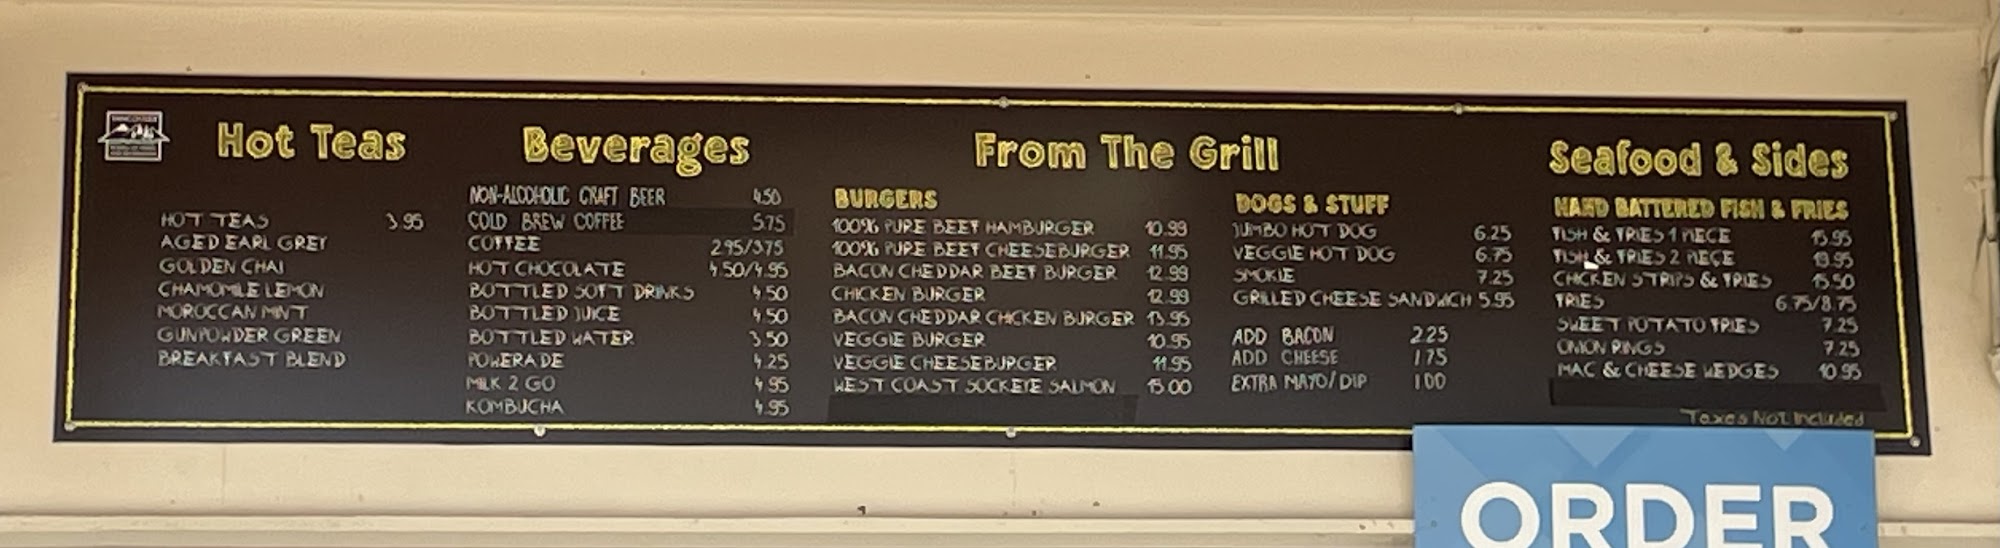 Hot Teas
HOT TEAS 3.95
AGED EARL GREY
GOLDEN CHAI
CHAMOMILE LEMON
MOROCCAN MINT
GUNPOWDER GREEN
BREAKFAST BLEND
Beverages
NON-ALCOHOLIC CRAFT BEER 4.50
COLD BREW COFFEE 5.75
COFFEE 2.95/3.75
HOT CHOCOLATE 4.50/4.95
BOTTLED SOFT DRINKS 4.50
BOTTLED JUICE 4.50
BOTTLED WATER 3.50
POWERADE 4.25
MILK 2 GO 4.95
KOMBUCHA 4.95
From The Grill
BURGERS
100% PURE BEEF HAMBURGER 10.99
100% PURE BEEF CHEESEBURGER 11.95
BACON CHEDDAR BEEF BURGER 12.99
CHICKEN BURGER 12.99
BACON CHEDDAR CHICKEN BURGER 13.95
VEGGIE BURGER 10.95
VEGGIE CHEESEBURGER 11.95
WEST COAST SOCKEYE SALMON 15.00
DOGS & STUFF
JUMBO HOT DOG 6.25
VEGGIE HOT DOG 6.75
SMOKIE 7.25
GRILLED CHEESE SANDWICH 5.95
ADD BACON 2.25
ADD CHEESE 1.75
EXTRA MAYO/DIP 1.00
Seafood & Sides
HAND BATTERED FISH & FRIES
FISH & FRIES 1 PIECE 15.95
FISH & FRIES 2 PIECE 19.95
CHICKEN STRIPS & FRIES 15.50
FRIES 6.75/8.75
SWEET POTATO FRIES 7.25
ONION RINGS 7.25
MAC & CHEESE WEDGES 10.95
Taxes Not Included
ORDER